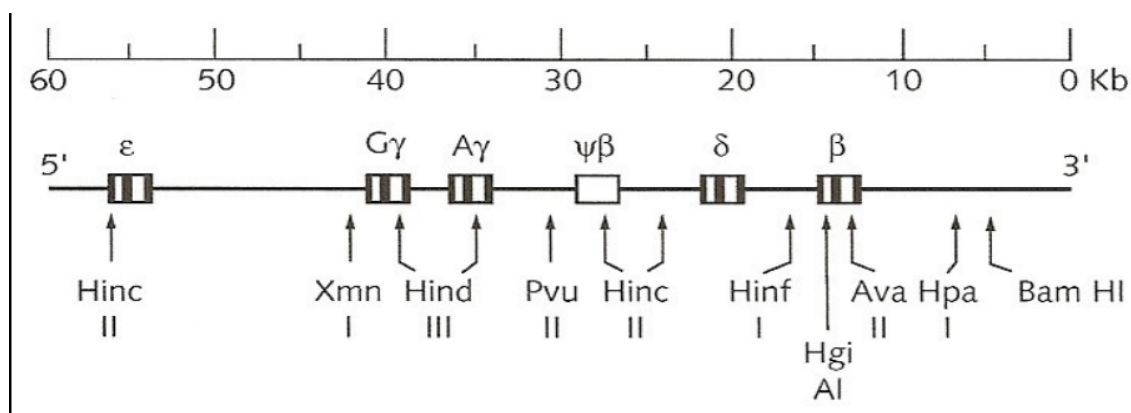 60 50 40 30 20 10 0 Kb
ε Gγ Aγ ψβ δ β
5' 3'
Hinc Xmn Hind Pvu Hinc Hinf Ava Hpa Bam HI
II I III II II I II I
Hgi
AI